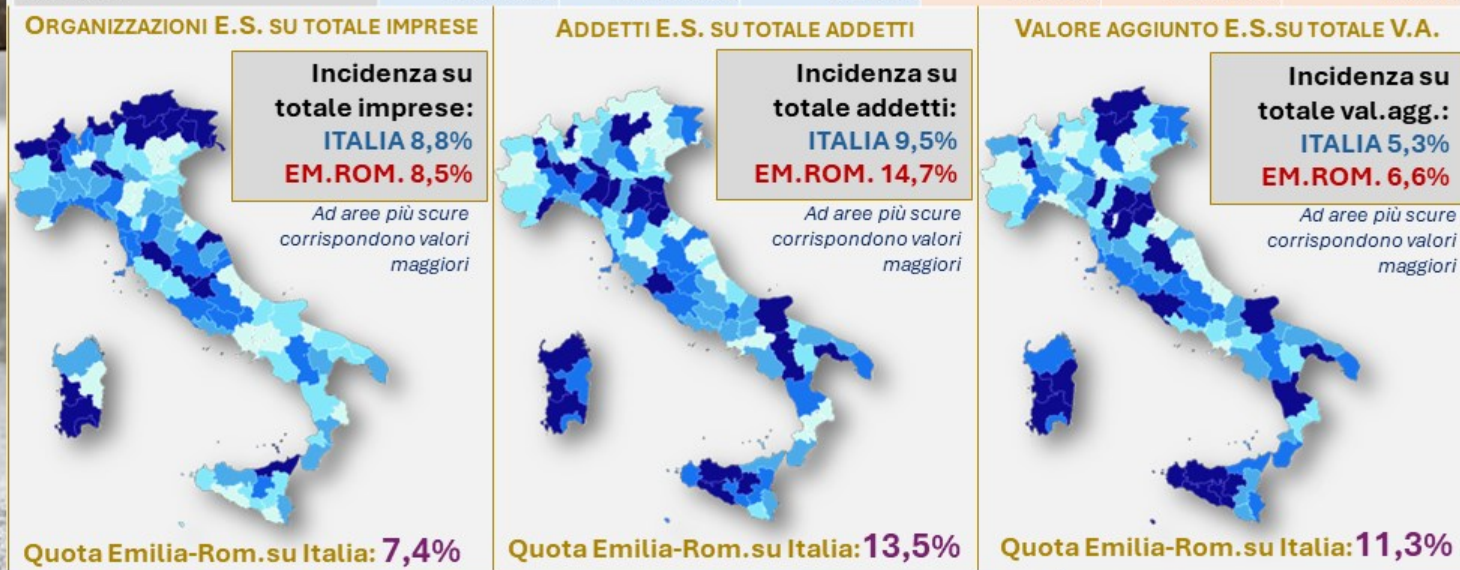 ORGANIZZAZIONI E.S. SU TOTALE IMPRESE
Incidenza su
totale imprese:
ITALIA 8,8%
EM.ROM. 8,5%
Ad aree più scure
corrispondono valori
maggiori
Quota Emilia-Rom.su Italia: 7,4%
ADDETTI E.S. SU TOTALE ADDETTI
Incidenza su
totale addetti:
ITALIA 9,5%
EM.ROM. 14,7%
Ad aree più scure
corrispondono valori
maggiori
Quota Emilia-Rom.su Italia:13,5%
VALORE AGGIUNTO E.S.SU TOTALE V.A.
Incidenza su
totale val.agg.:
ITALIA 5,3%
EM.ROM. 6,6%
Ad aree più scure
corrispondono valori
maggiori
Quota Emilia-Rom.su Italia:11,3%